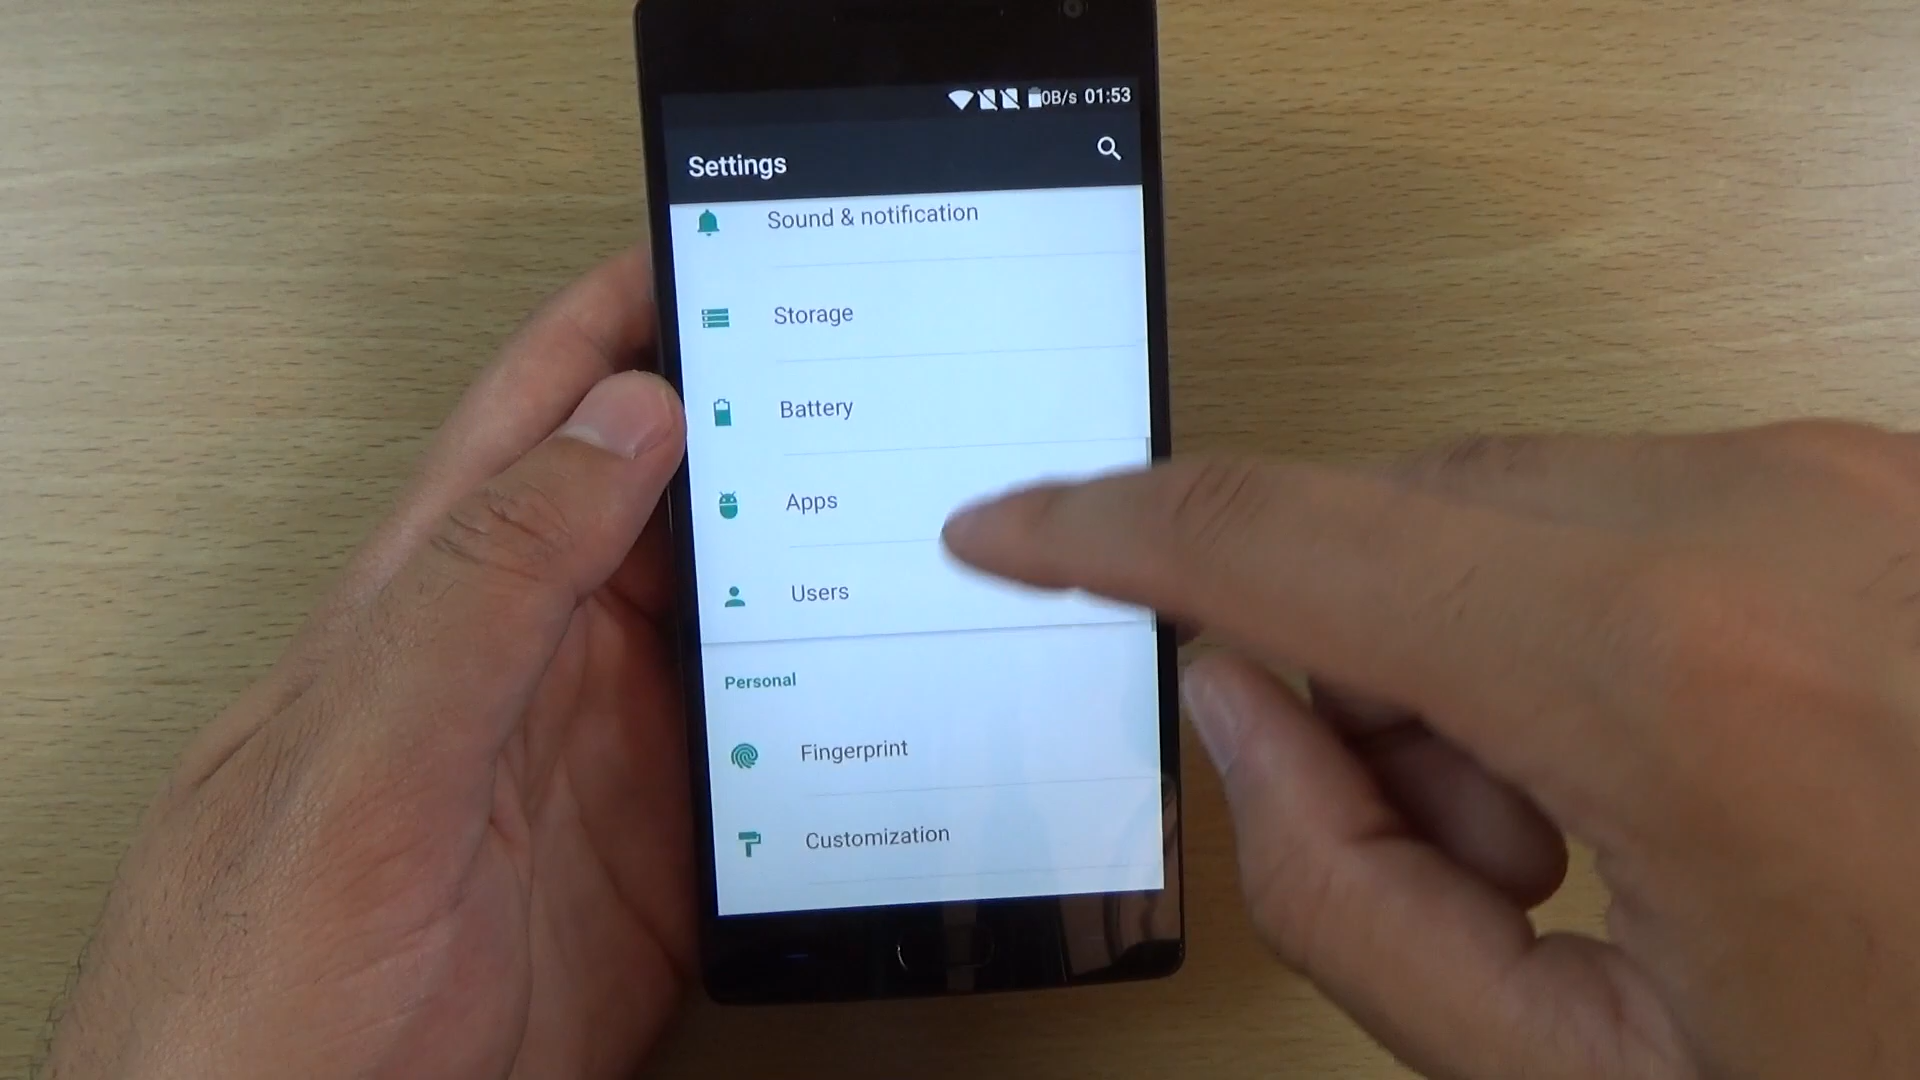 0B/s 01:53
Settings
Sound & notification
Storage
Battery
Apps
Users
Personal
Fingerprint
Customization